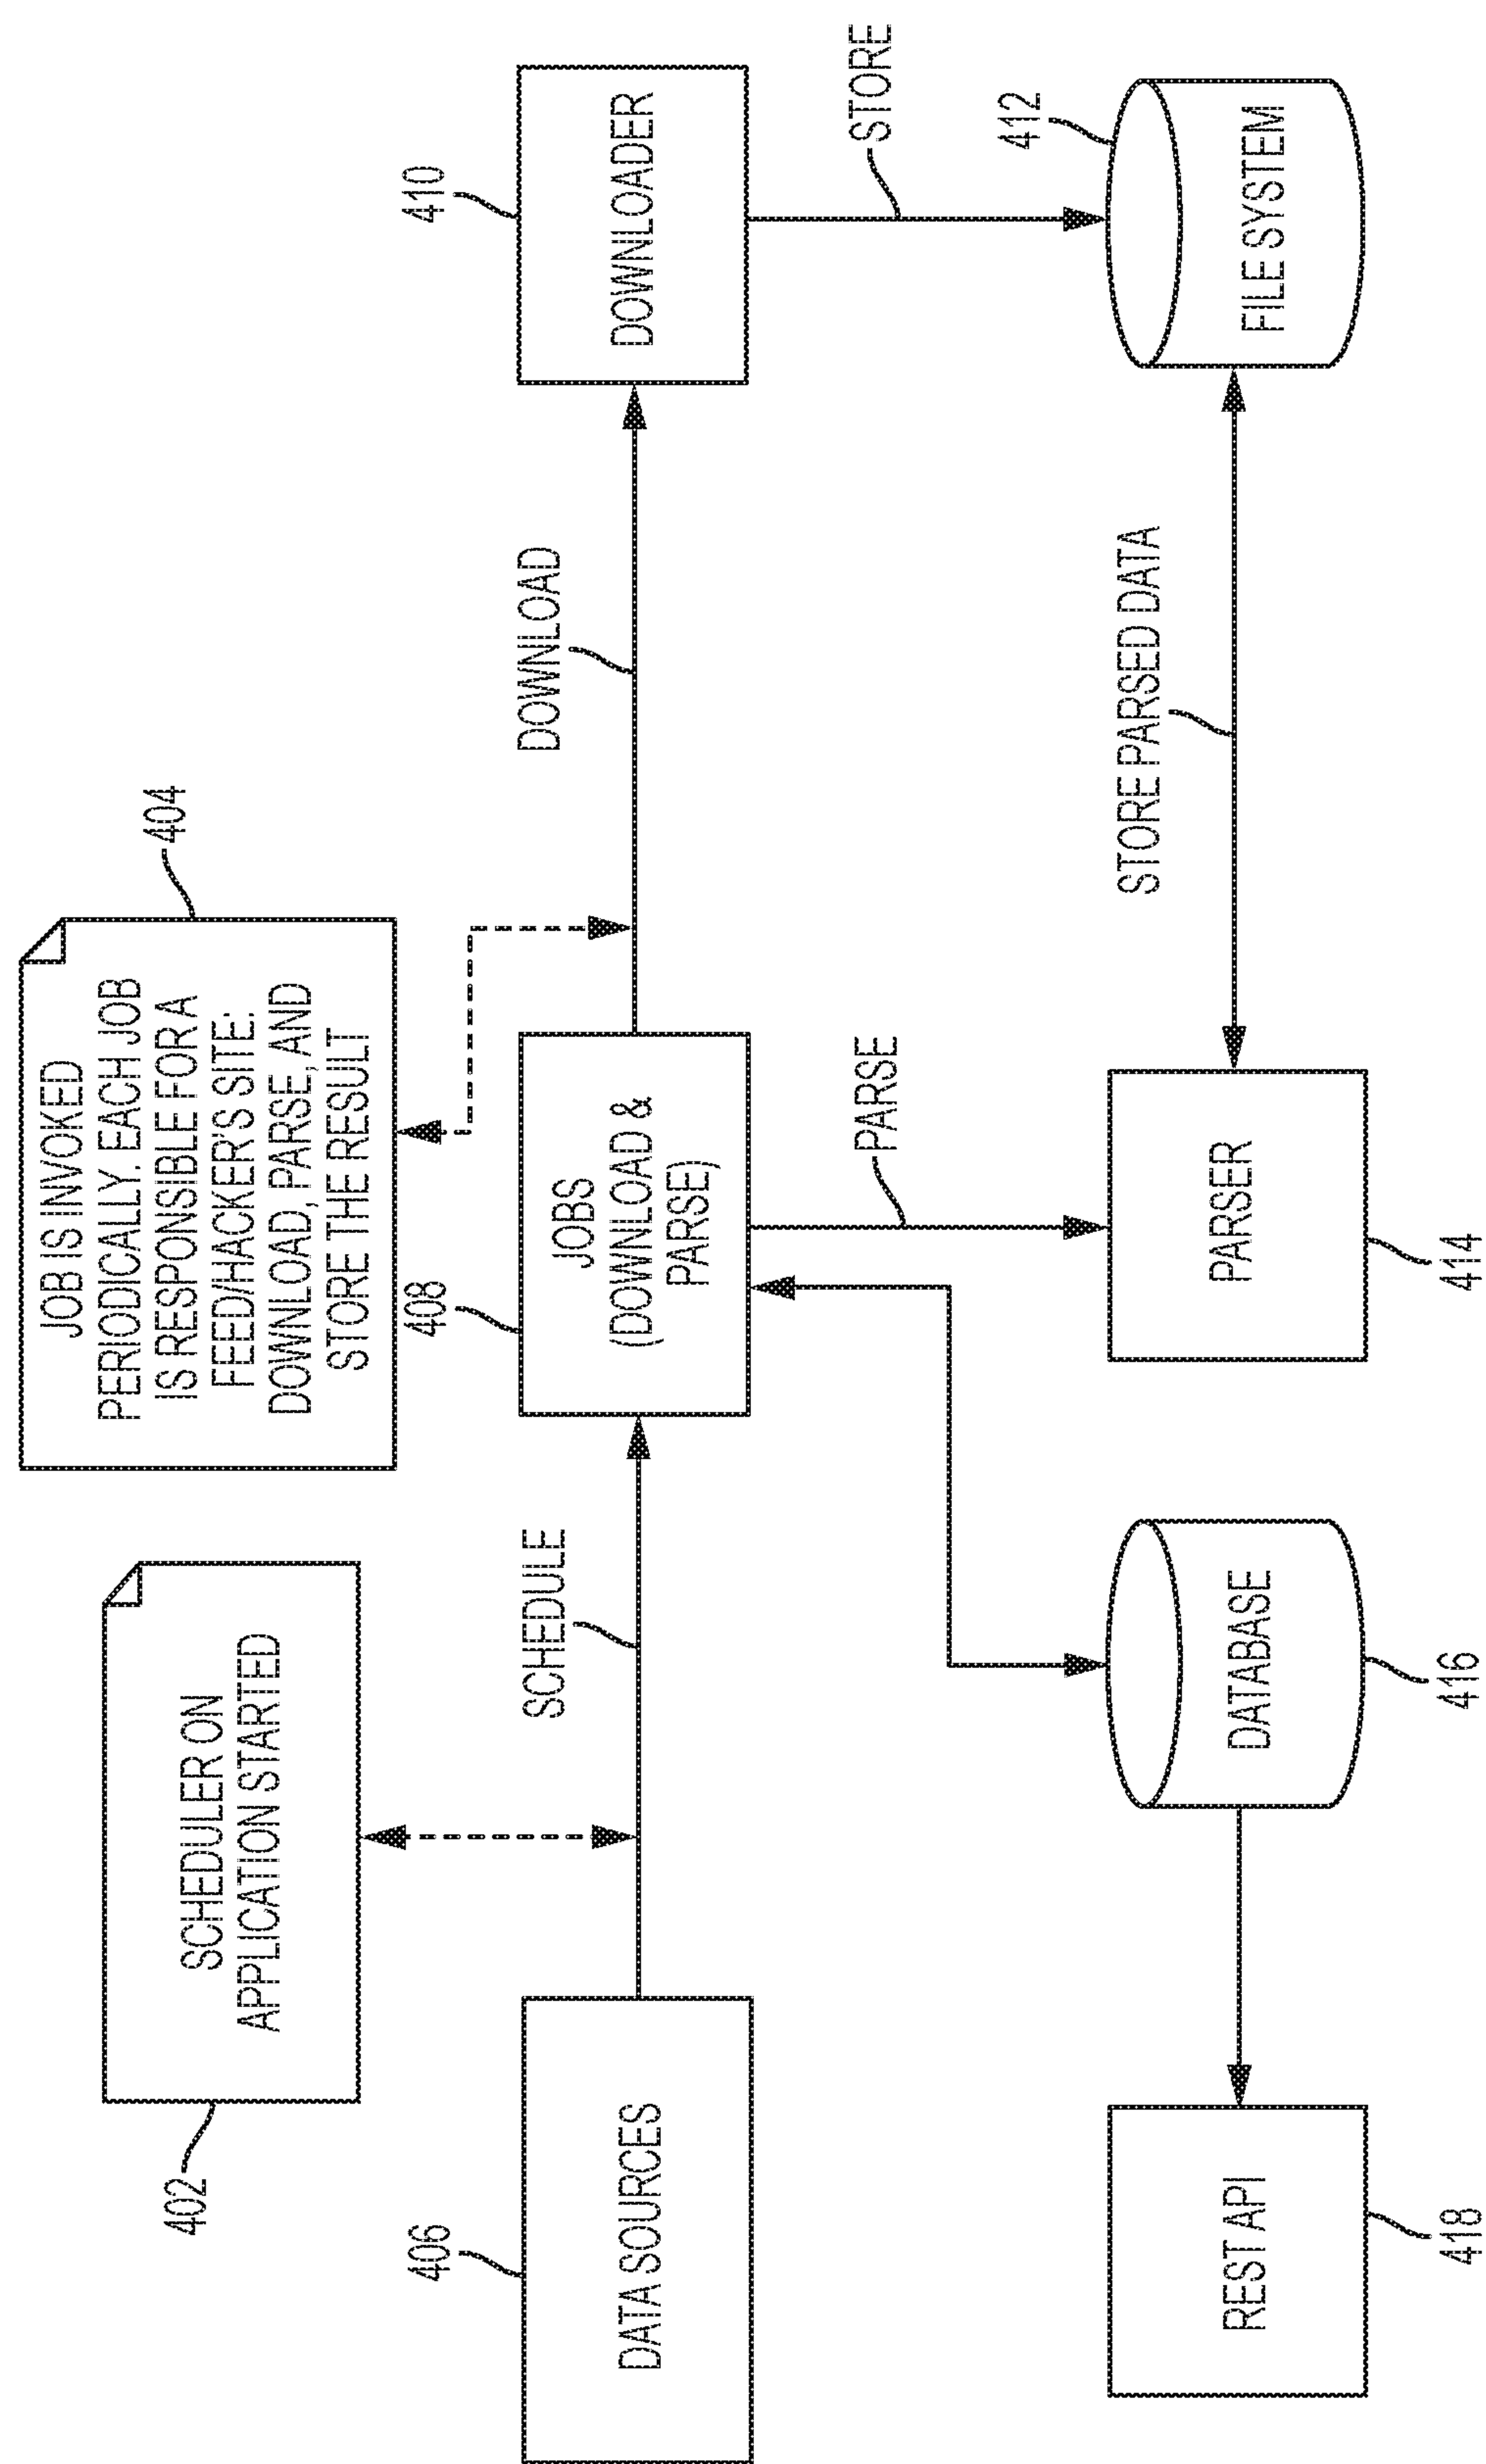 402
SCHEDULER ON
APPLICATION STARTED
404
JOB IS INVOKED
PERIODICALLY. EACH JOB
IS RESPONSIBLE FOR A
FEED/HACKER'S SITE:
DOWNLOAD, PARSE, AND
STORE THE RESULT
406
DATA SOURCES
SCHEDULE
408
JOBS
(DOWNLOAD &
PARSE)
DOWNLOAD
410
DOWNLOADER
PARSE
STORE
412
REST API
418
DATABASE
416
PARSER
414
STORE PARSED DATA
FILE SYSTEM